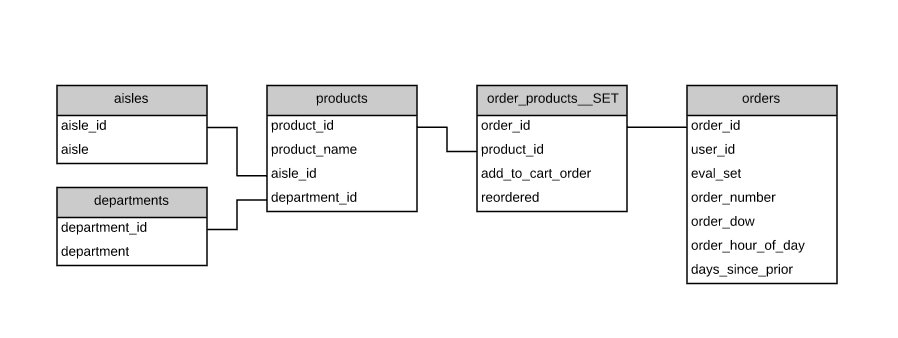 aisles
aisle_id
aisle
departments
department_id
department
products
product_id
product_name
aisle_id
department_id
order_products__SET
order_id
product_id
add_to_cart_order
reordered
orders
order_id
user_id
eval_set
order_number
order_dow
order_hour_of_day
days_since_prior